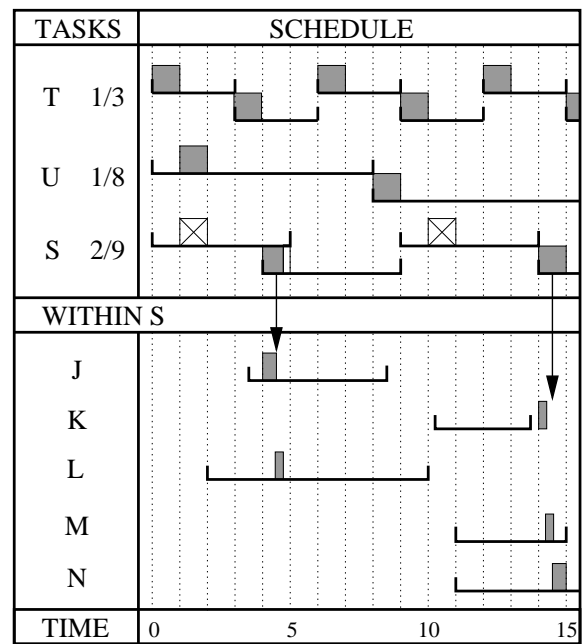 TASKS SCHEDULE
T 1/3
U 1/8
S 2/9
WITHIN S
J
K
L
M
N
TIME 0 5 10 15